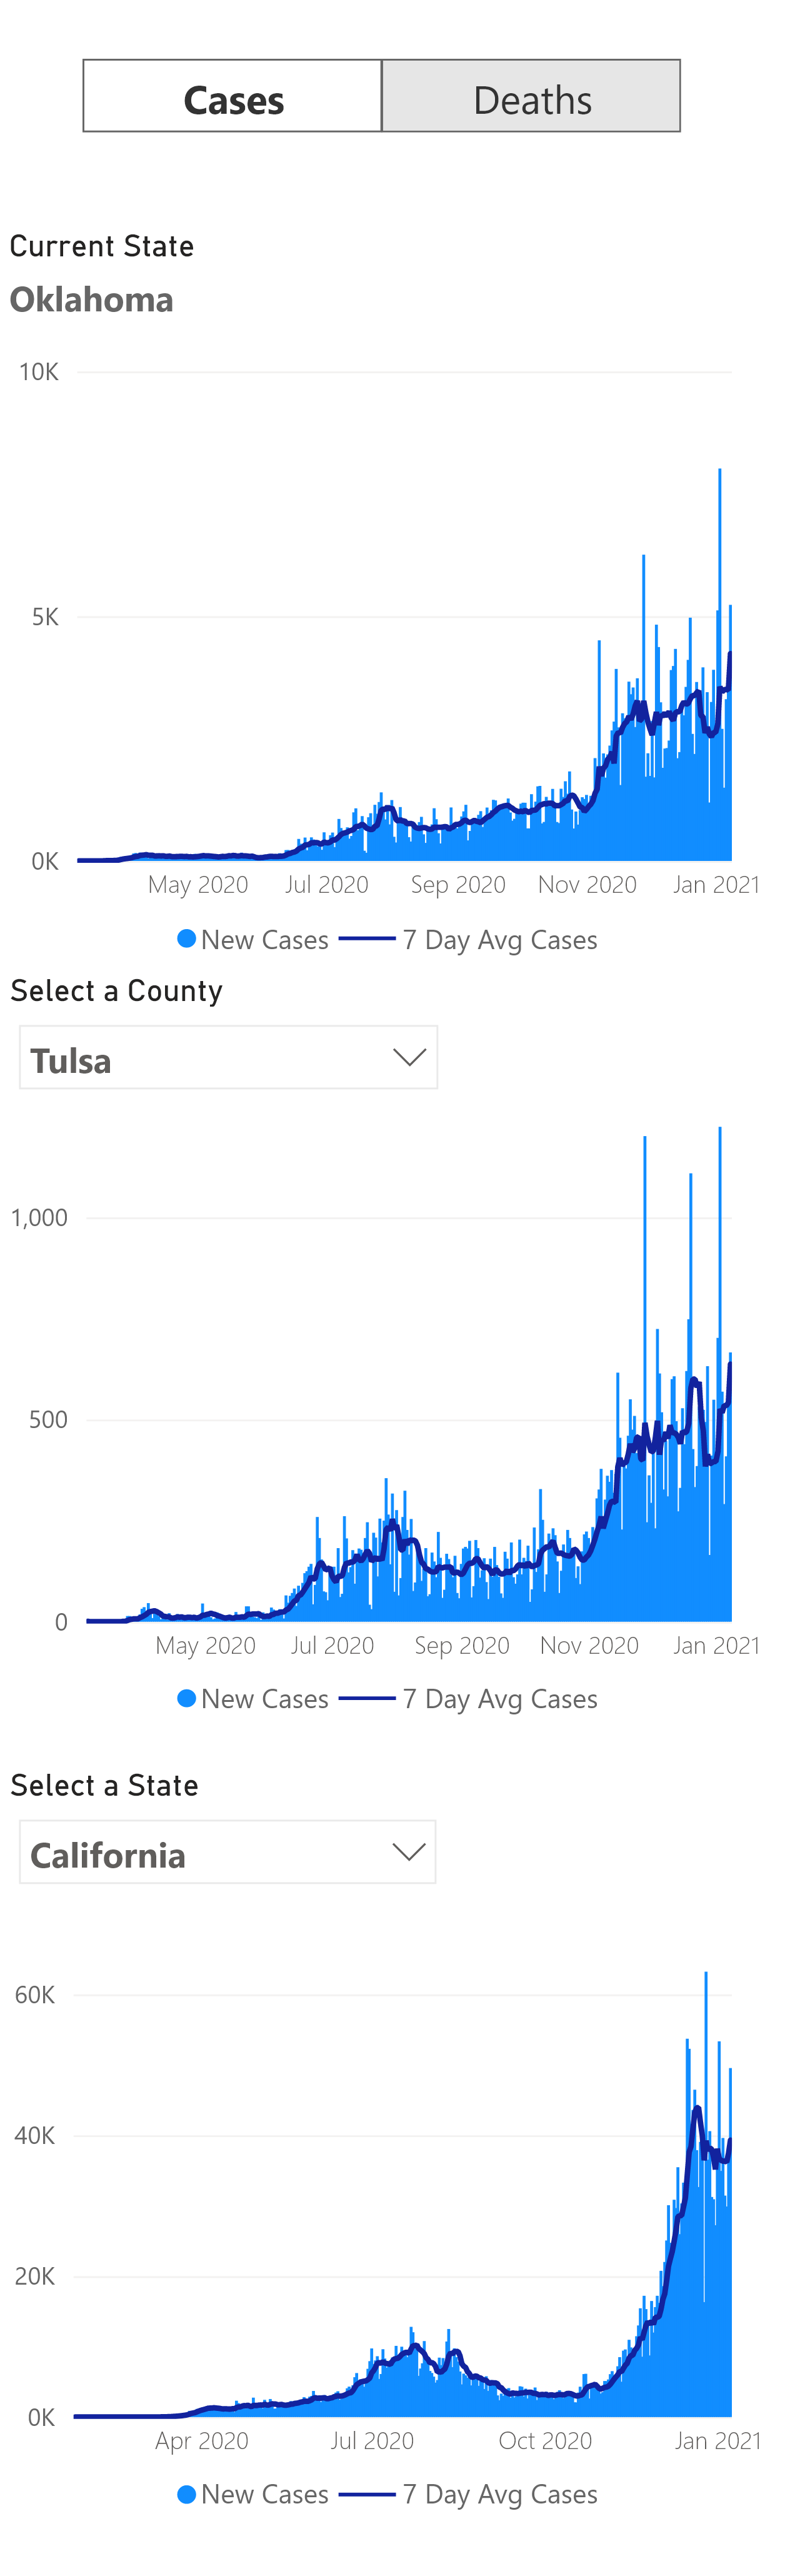 Cases Deaths
Current State
Oklahoma
10K
5K
0K
May 2020 Jul 2020 Sep 2020 Nov 2020 Jan 2021
New Cases 7 Day Avg Cases
Select a County
Tulsa
1,000
500
0
May 2020 Jul 2020 Sep 2020 Nov 2020 Jan 2021
New Cases 7 Day Avg Cases
Select a State
California
60K
40K
20K
0K
Apr 2020 Jul 2020 Oct 2020 Jan 2021
New Cases 7 Day Avg Cases